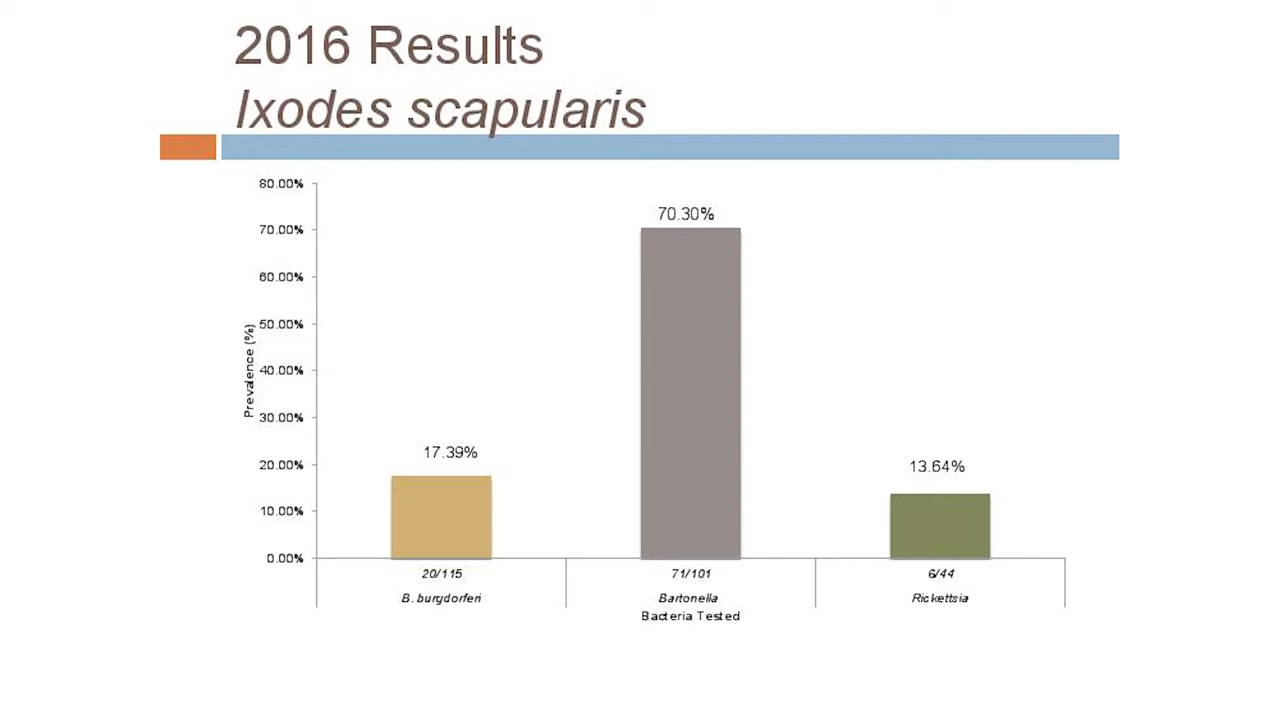 2016 Results
Ixodes scapularis
80.00%
70.00%
60.00%
50.00%
40.00%
30.00%
20.00%
10.00%
0.00%
Prevalence (%)
17.39%
70.30%
13.64%
20/115
71/101
6/44
B. burgdorferi
Bartonella
Rickettsia
Bacteria Tested